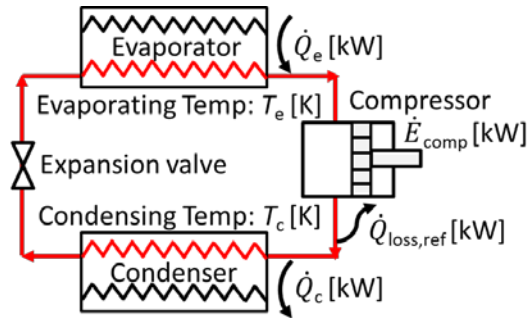 Evaporator
Q̇e [kW]
Evaporating Temp: Te [K]
Compressor
Ėcomp [kW]
Expansion valve
Condensing Temp: Tc [K]
Q̇loss,ref [kW]
Condenser
Q̇c [kW]